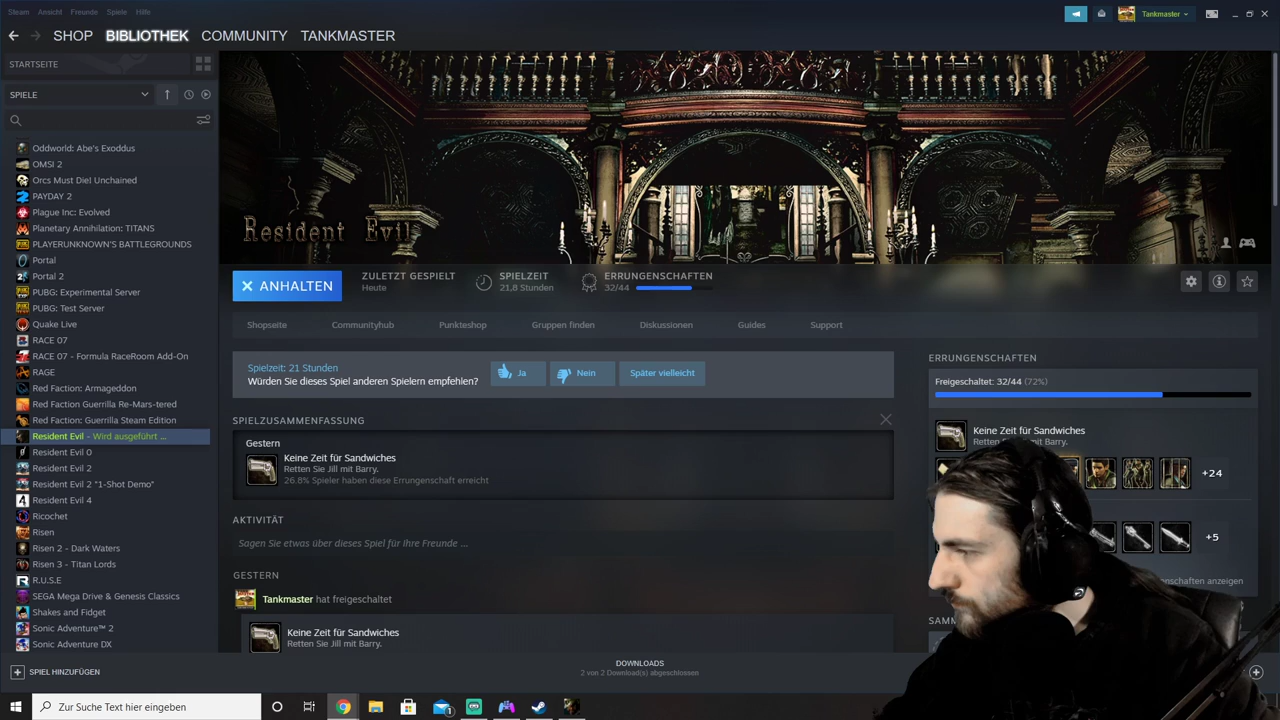 Steam Ansicht Freunde Spiele Hilfe
Tankmaster
SHOP BIBLIOTHEK COMMUNITY TANKMASTER
STARTSEITE
SPIELE
Oddworld: Abe's Exoddus
OMSI 2
Orcs Must Die! Unchained
PAYDAY 2
Plague Inc: Evolved
Planetary Annihilation: TITANS
PLAYERUNKNOWN'S BATTLEGROUNDS
Portal
Portal 2
PUBG: Experimental Server
PUBG: Test Server
Quake Live
RACE 07
RACE 07 - Formula RaceRoom Add-On
RAGE
Red Faction: Armageddon
Red Faction Guerrilla Re-Mars-tered
Red Faction: Guerrilla Steam Edition
Resident Evil - Wird ausgeführt ...
Resident Evil 0
Resident Evil 2
Resident Evil 2 "1-Shot Demo"
Resident Evil 4
Ricochet
Risen
Risen 2 - Dark Waters
Risen 3 - Titan Lords
R.U.S.E
SEGA Mega Drive & Genesis Classics
Shakes and Fidget
Sonic Adventure™ 2
Sonic Adventure DX
SPIEL HINZUFÜGEN
Resident Evil
ANHALTEN
ZULETZT GESPIELT
Heute
SPIELZEIT
21,8 Stunden
ERRUNGENSCHAFTEN
32/44
Shopseite Communityhub Punkteshop Gruppen finden Diskussionen Guides Support
Spielzeit: 21 Stunden
Würden Sie dieses Spiel anderen Spielern empfehlen?
Ja Nein Später vielleicht
SPIELZUSAMMENFASSUNG
Gestern
Keine Zeit für Sandwiches
Retten Sie Jill mit Barry.
26.8% Spieler haben diese Errungenschaft erreicht
AKTIVITÄT
Sagen Sie etwas über dieses Spiel für Ihre Freunde ...
GESTERN
Tankmaster hat freigeschaltet
Keine Zeit für Sandwiches
Retten Sie Jill mit Barry.
ERRUNGENSCHAFTEN
Freigeschaltet: 32/44 (72%)
Keine Zeit für Sandwiches
Retten
+24
+5
anzeigen
DOWNLOADS
2 von 2 Download(s) abgeschlossen
Zur Suche Text hier eingeben